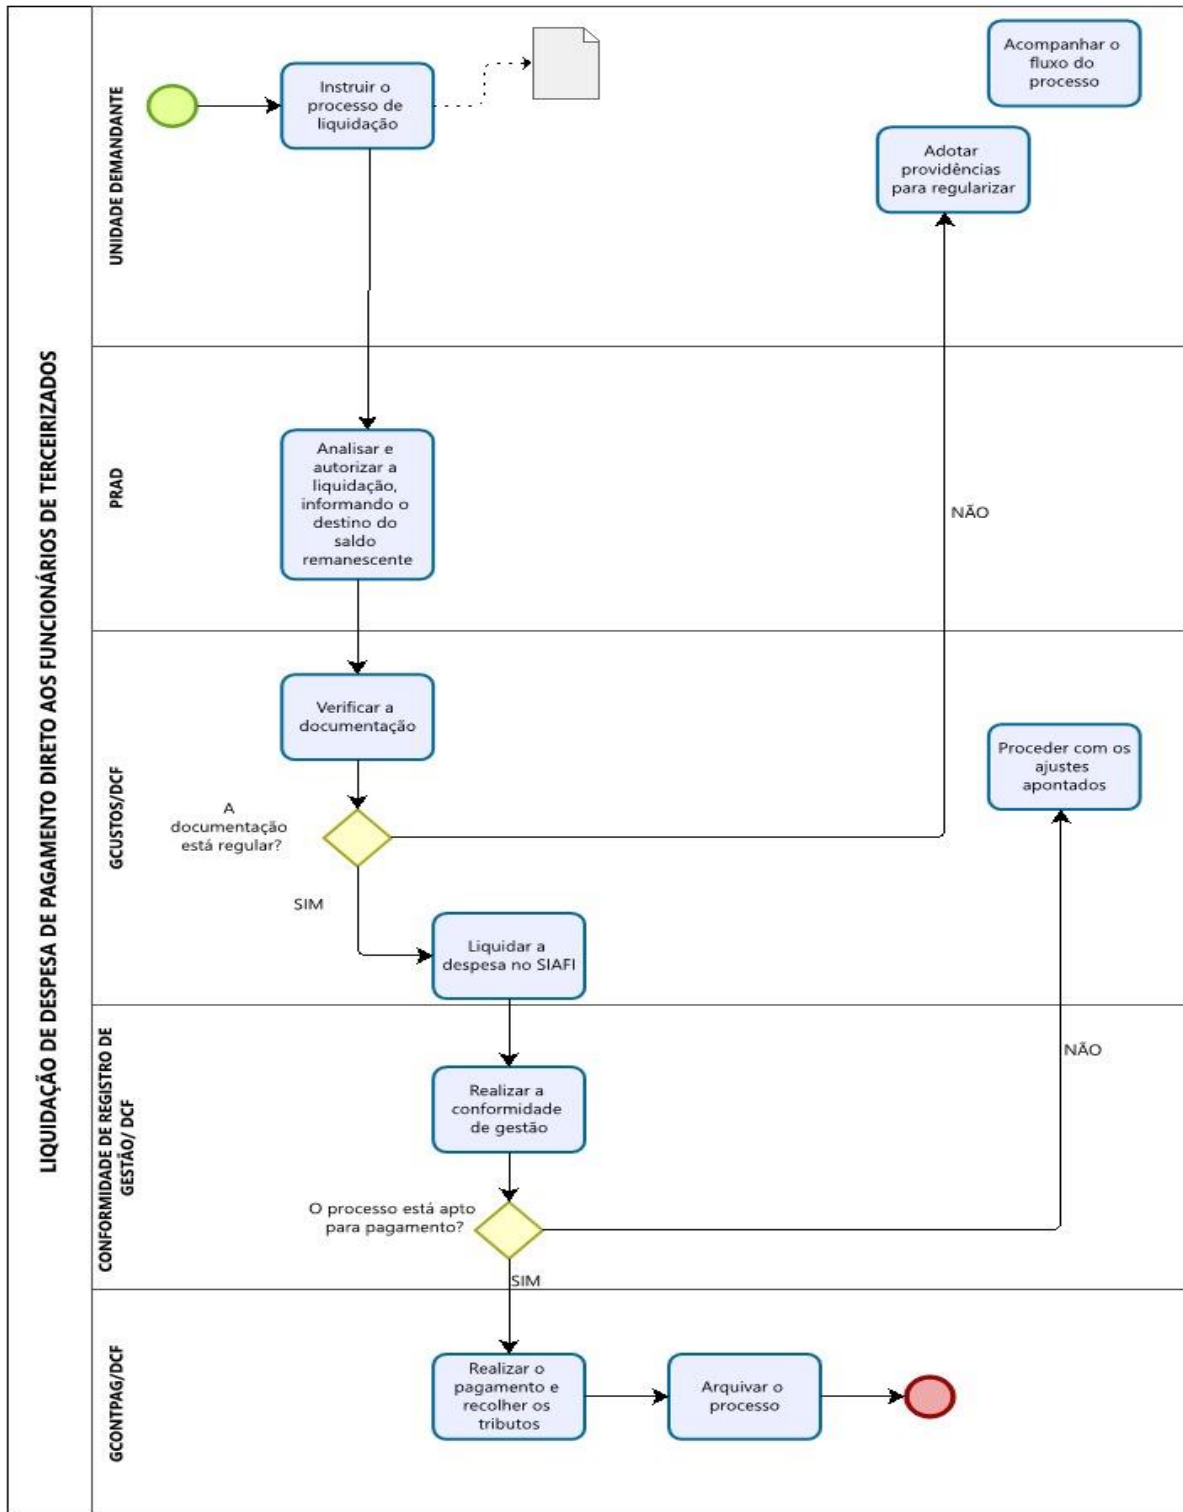 LIQUIDAÇÃO DE DESPESA DE PAGAMENTO DIRETO AOS FUNCIONÁRIOS DE TERCEIRIZADOS
UNIDADE DEMANDANTE
Instruir o
processo de
liquidação
Acompanhar o
fluxo do
processo
Adotar
providências
para regularizar
PRAD
Analisar e
autorizar a
liquidação,
informando o
destino do
saldo
remanescente
NÃO
GCUSTOS/DCF
Verificar a
documentação
A
documentação
está regular?
SIM
Liquidar a
despesa no SIAFI
Proceder com os
ajustes
apontados
CONFORMIDADE DE REGISTRO DE
GESTÃO/ DCF
Realizar a
conformidade
de gestão
NÃO
O processo está apto
para pagamento?
SIM
GCONTPAG/DCF
Realizar o
pagamento e
recolher os
tributos
Arquivar o
processo